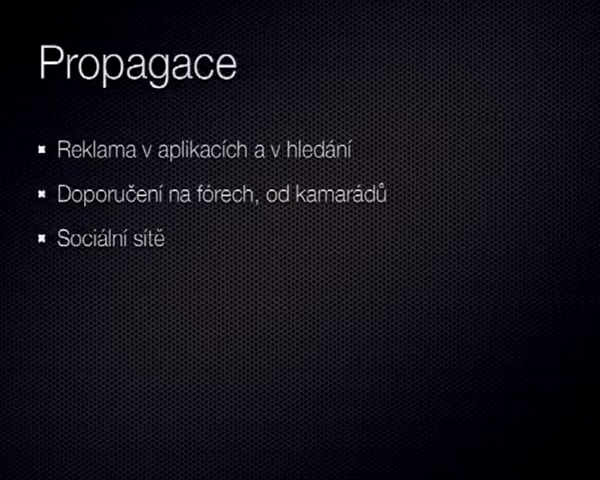 Propagace
Reklama v aplikacích a v hledání
Doporučení na fórech, od kamarádů
Sociální sítě